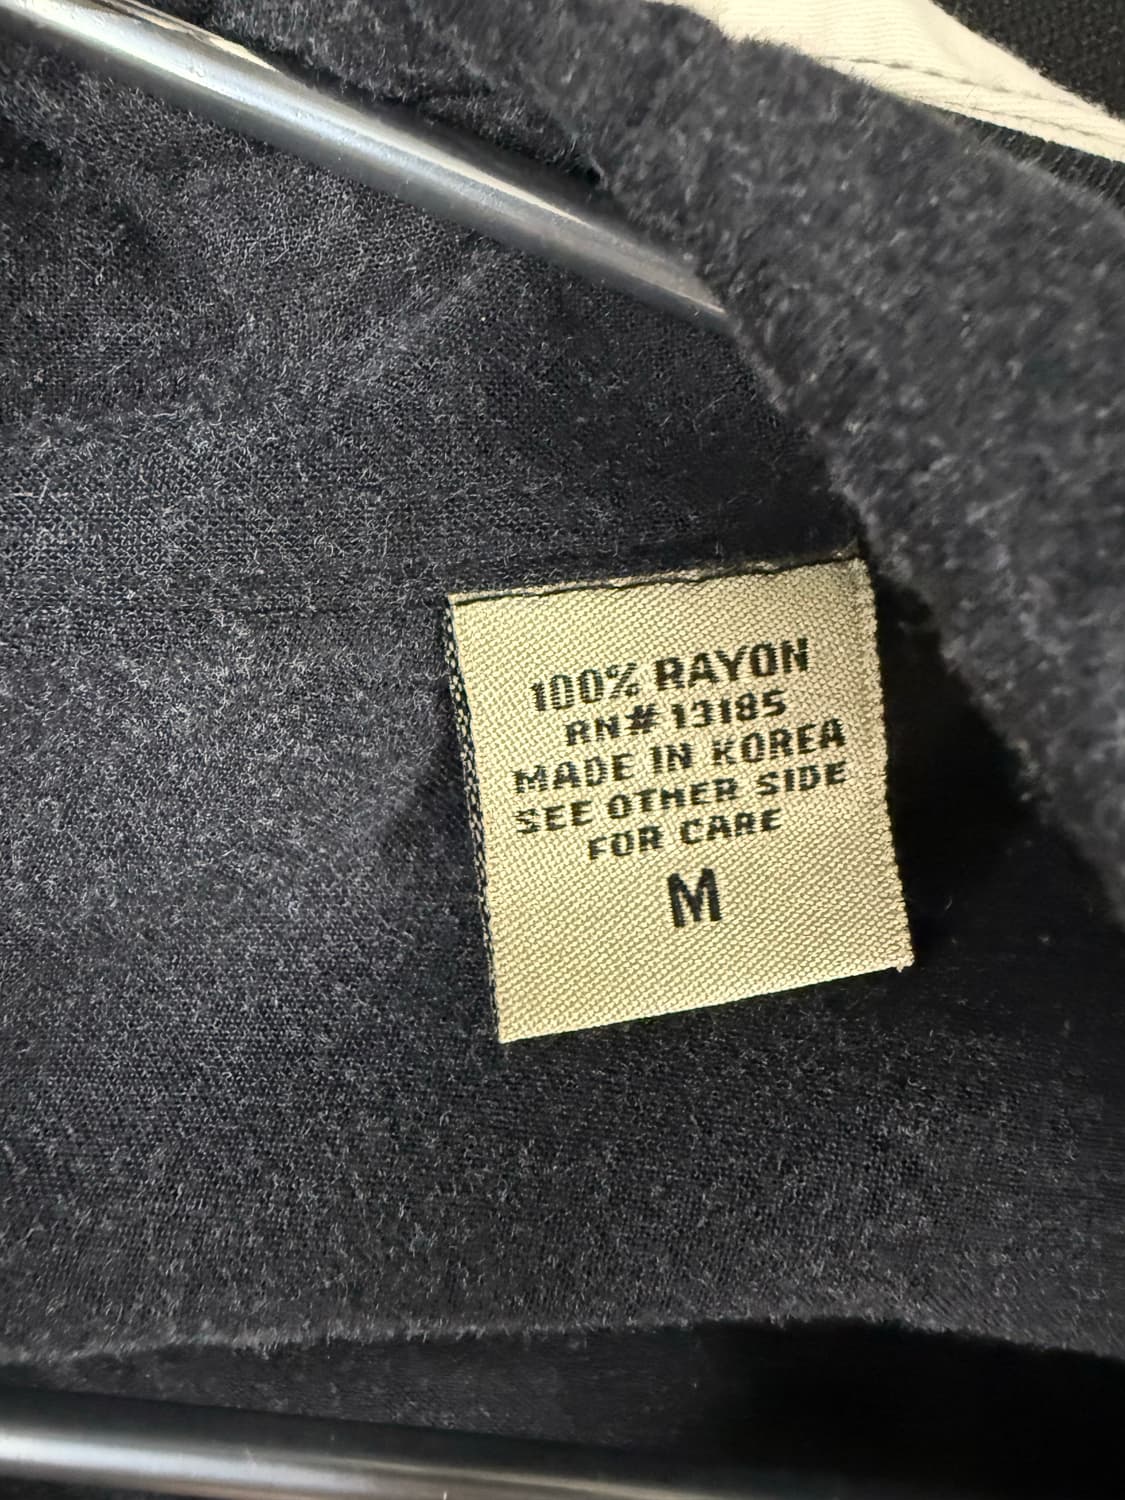 100% RAYON
RN# 13185
MADE IN KOREA
SEE OTHER SIDE
FOR CARE
M